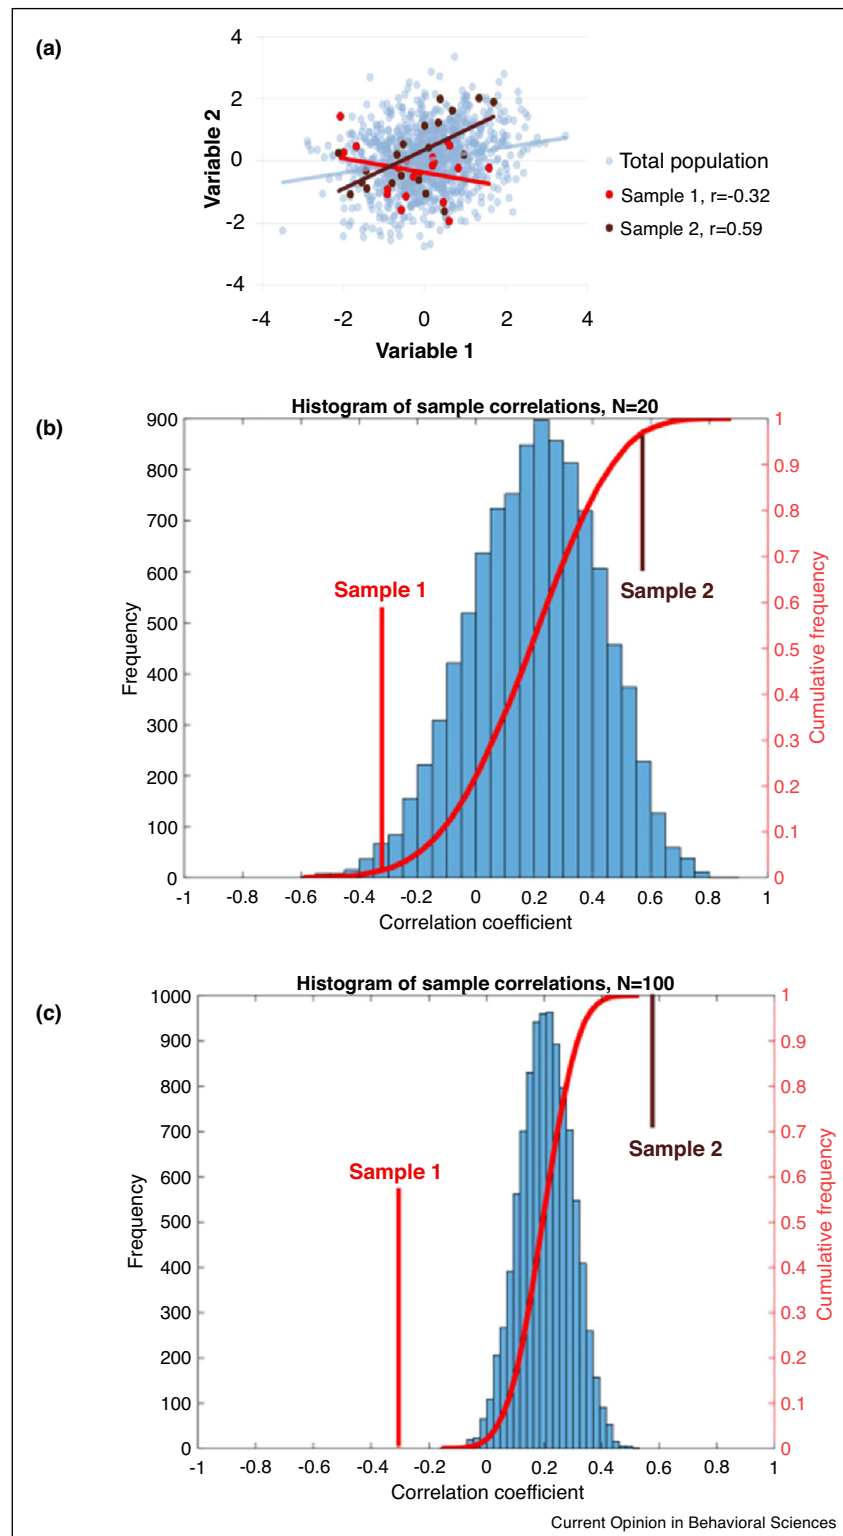 (a)
4
2
0
-2
-4
Variable 2
-4 -2 0 2 4
Variable 1
Total population
Sample 1, r=-0.32
Sample 2, r=0.59
(b)
Histogram of sample correlations, N=20
900
800
700
600
500
400
300
200
100
0
Frequency
Sample 1
Sample 2
1
0.9
0.8
0.7
0.6
0.5
0.4
0.3
0.2
0.1
0
Cumulative frequency
-1 -0.8 -0.6 -0.4 -0.2 0 0.2 0.4 0.6 0.8 1
Correlation coefficient
(c)
Histogram of sample correlations, N=100
1000
900
800
700
600
500
400
300
200
100
0
Frequency
Sample 1
Sample 2
1
0.9
0.8
0.7
0.6
0.5
0.4
0.3
0.2
0.1
0
Cumulative frequency
-1 -0.8 -0.6 -0.4 -0.2 0 0.2 0.4 0.6 0.8 1
Correlation coefficient
Current Opinion in Behavioral Sciences